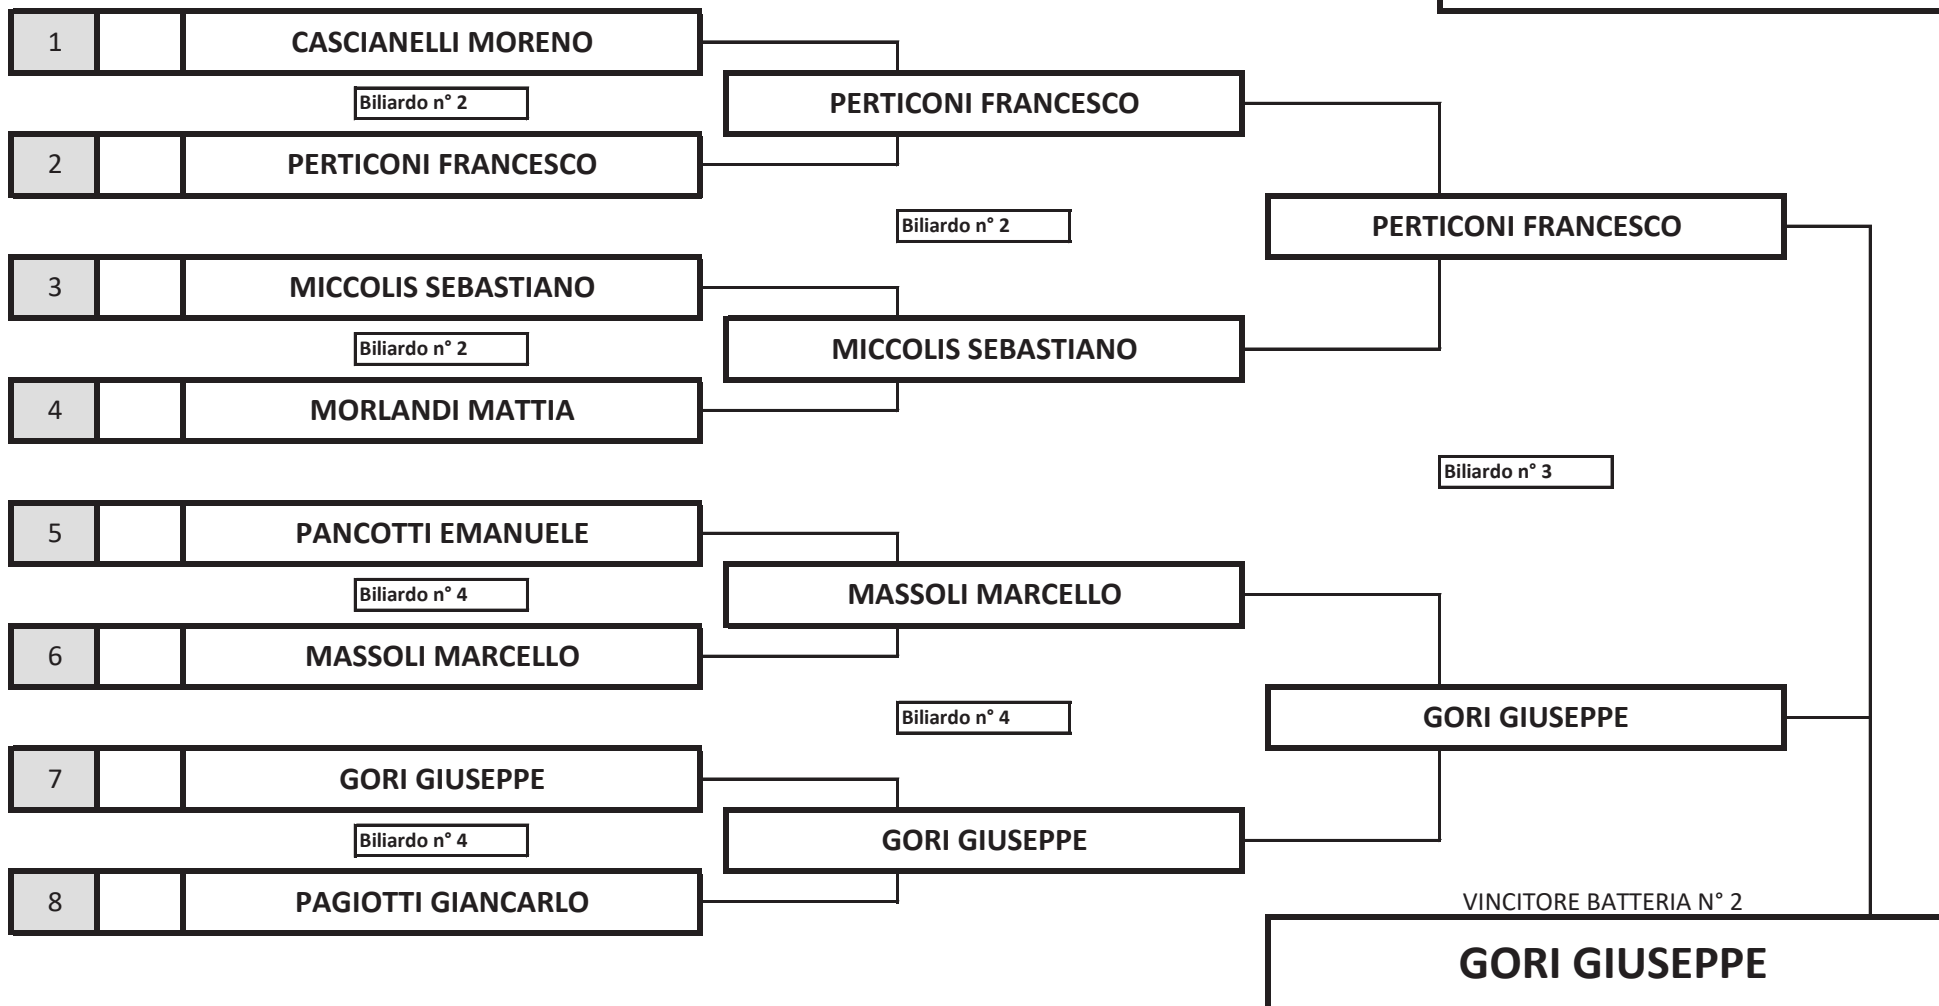 1 CASCIANELLI MORENO
Biliardo n° 2
PERTICONI FRANCESCO
2 PERTICONI FRANCESCO
Biliardo n° 2
PERTICONI FRANCESCO
3 MICCOLIS SEBASTIANO
Biliardo n° 2
MICCOLIS SEBASTIANO
4 MORLANDI MATTIA
Biliardo n° 3
5 PANCOTTI EMANUELE
Biliardo n° 4
MASSOLI MARCELLO
6 MASSOLI MARCELLO
Biliardo n° 4
GORI GIUSEPPE
7 GORI GIUSEPPE
Biliardo n° 4
GORI GIUSEPPE
8 PAGIOTTI GIANCARLO
VINCITORE BATTERIA N° 2
GORI GIUSEPPE